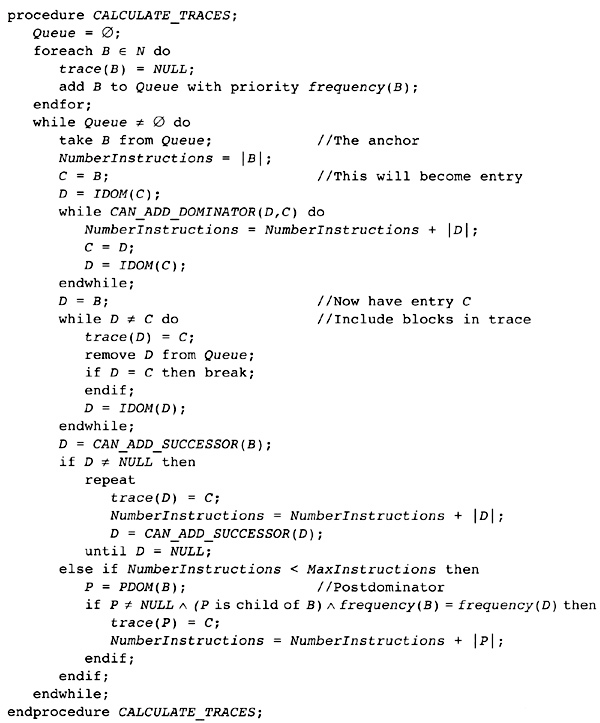 procedure CALCULATE_TRACES;
Queue = ∅;
foreach B ∈ N do
trace(B) = NULL;
add B to Queue with priority frequency(B);
endfor;
while Queue ≠ ∅ do
take B from Queue; //The anchor
NumberInstructions = |B|;
C = B; //This will become entry
D = IDOM(C);
while CAN_ADD_DOMINATOR(D,C) do
NumberInstructions = NumberInstructions + |D|;
C = D;
D = IDOM(C);
endwhile;
D = B; //Now have entry C
while D ≠ C do //Include blocks in trace
trace(D) = C;
remove D from Queue;
if D = C then break;
endif;
D = IDOM(D);
endwhile;
D = CAN_ADD_SUCCESSOR(B);
if D ≠ NULL then
repeat
trace(D) = C;
NumberInstructions = NumberInstructions + |D|;
D = CAN_ADD_SUCCESSOR(D);
until D = NULL;
else if NumberInstructions < MaxInstructions then
P = PDOM(B); //Postdominator
if P ≠ NULL ∧ (P is child of B) ∧ frequency(B) = frequency(D) then
trace(P) = C;
NumberInstructions = NumberInstructions + |P|;
endif;
endif;
endwhile;
endprocedure CALCULATE_TRACES;